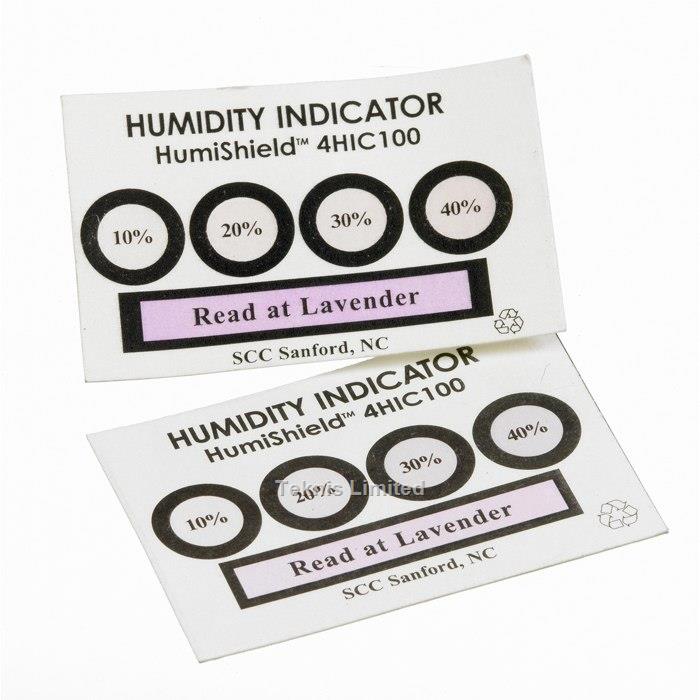 HUMIDITY INDICATOR
HumiShield™ 4HIC100
10% 20% 30% 40%
Read at Lavender
SCC Sanford, NC
HUMIDITY INDICATOR
HumiShield™ 4HIC100
10% 20% 30% 40%
Tekvis Limited
Read at Lavender
SCC Sanford, NC